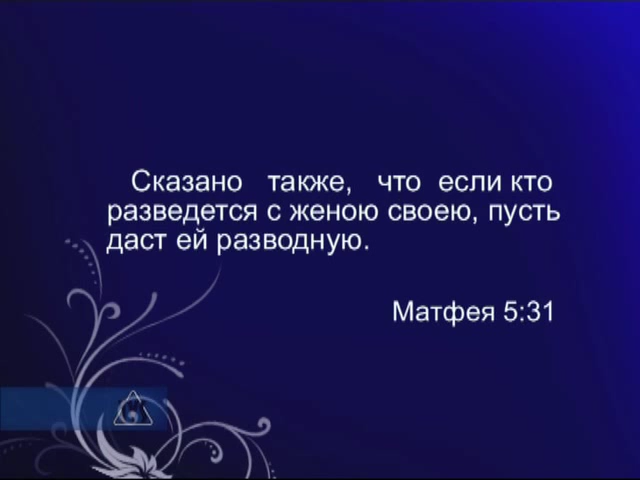 Сказано также, что если кто
разведется с женою своею, пусть
даст ей разводную.
Матфея 5:31